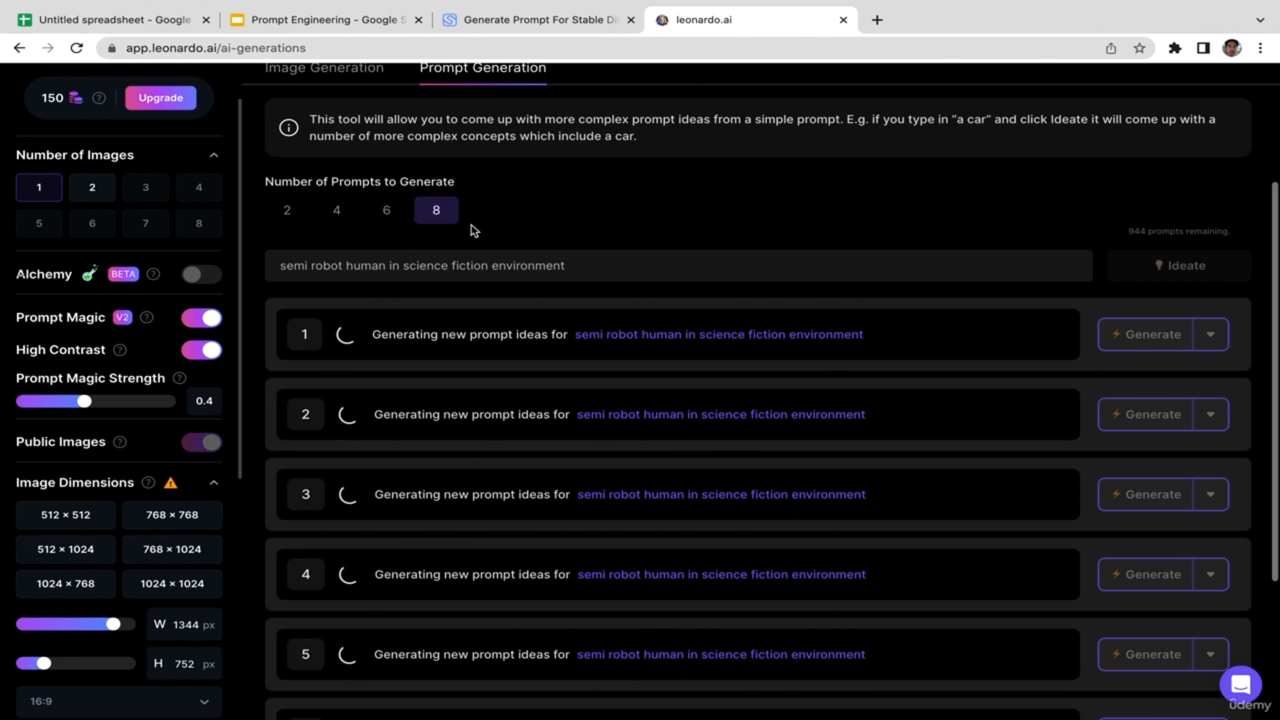 Untitled spreadsheet - Google
Prompt Engineering - Google S
Generate Prompt For Stable Di
leonardo.ai
app.leonardo.ai/ai-generations
150
Upgrade
Image Generation
Prompt Generation
This tool will allow you to come up with more complex prompt ideas from a simple prompt. E.g. if you type in “a car” and click Ideate it will come up with a
number of more complex concepts which include a car.
Number of Images
1
2
3
4
5
6
7
8
Number of Prompts to Generate
2
4
6
8
944 prompts remaining.
semi robot human in science fiction environment
Ideate
Alchemy
BETA
Prompt Magic
V2
High Contrast
Prompt Magic Strength
0.4
Public Images
Image Dimensions
512 × 512
768 × 768
512 × 1024
768 × 1024
1024 × 768
1024 × 1024
W 1344 px
H 752 px
16:9
1 Generating new prompt ideas for semi robot human in science fiction environment Generate
2 Generating new prompt ideas for semi robot human in science fiction environment Generate
3 Generating new prompt ideas for semi robot human in science fiction environment Generate
4 Generating new prompt ideas for semi robot human in science fiction environment Generate
5 Generating new prompt ideas for semi robot human in science fiction environment Generate
ûdemy